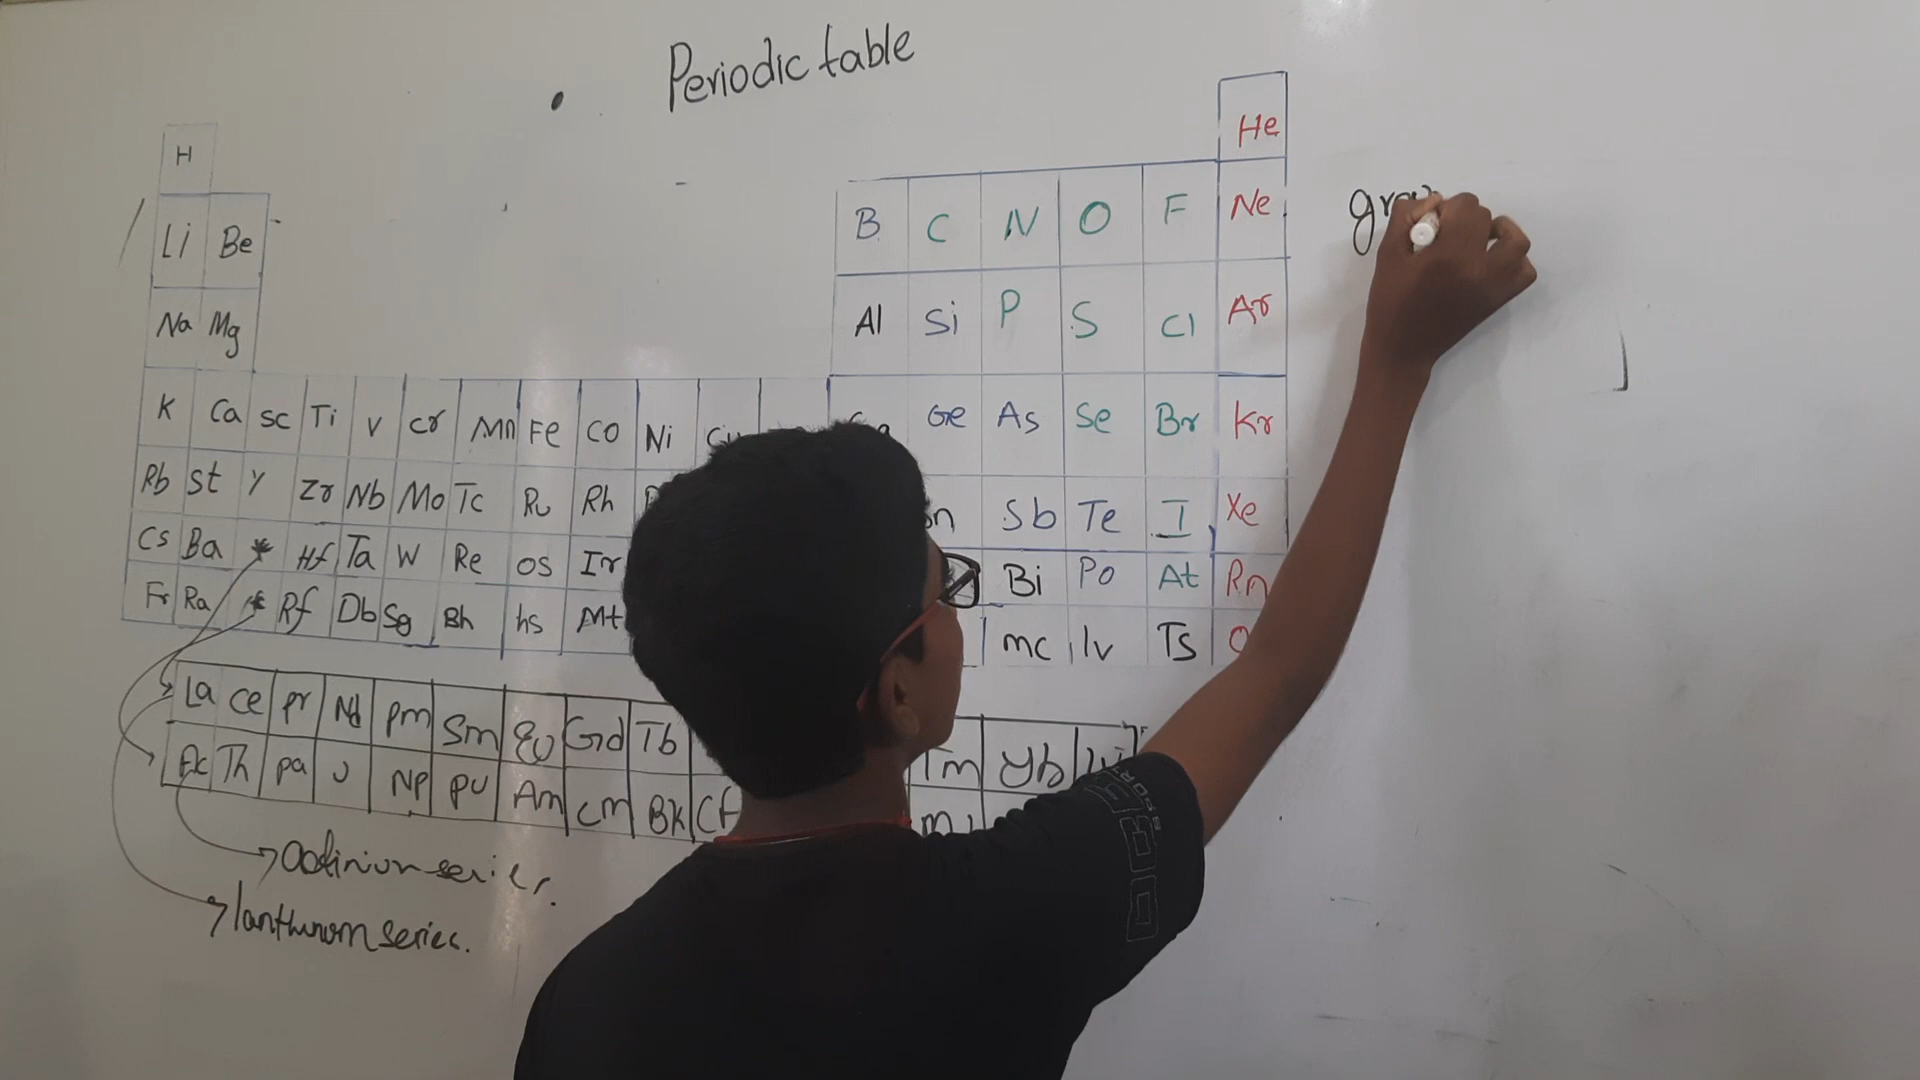 Periodic table
He
H
B C N O F Ne
Li Be
Al Si P S Cl Ar
Na Mg
K Ca Sc Ti V Cr Mn Fe CO Ni Ge As Se Br Kr
Rb St Y Zr Nb Mo Tc Ru Rh Sb Te I Xe
Cs Ba * Hf Ta W Re Os Ir Bi Po At Rn
Fr Ra * Rf Db Sg Bh hs Mt mc lv Ts
La Ce pr Nd pm Sm Eu Gd Tb Tm Yb
Ac Th pa U Np pu Am cm Bk Cf
series.
series.